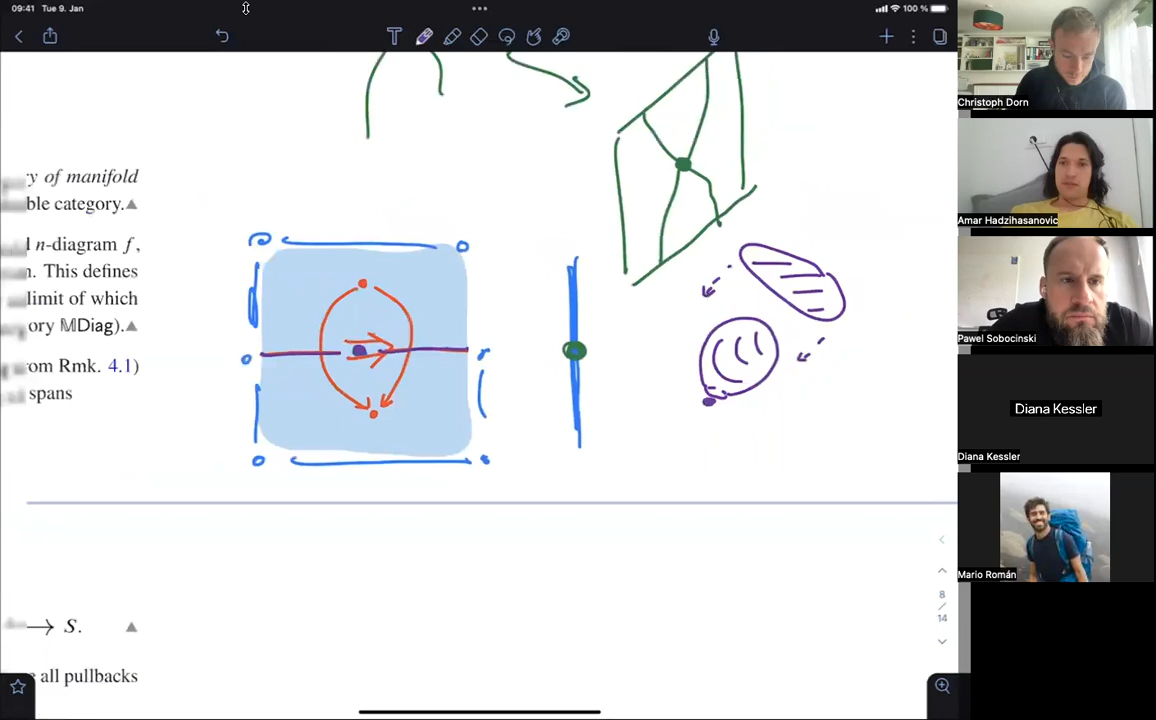 09:41 Tue 9. Jan
100 %
Christoph Dorn
of manifold
ble category.▲
n-diagram f,
n. This defines
limit of which
ory 𝕄Diag).▲
om Rmk. 4.1)
spans
Amar Hadzihasanovic
Pawel Sobocinski
Diana Kessler
Diana Kessler
Mario Román
8
/
14
⟶ S. ▲
all pullbacks